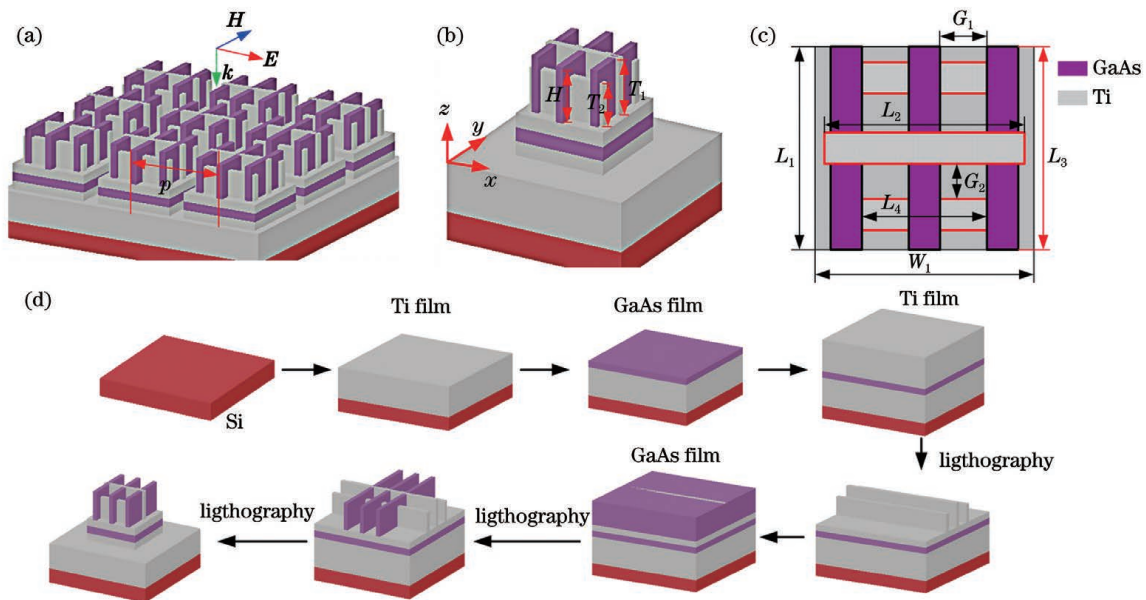 (a)
H
E
k
p
(b)
H
T2
T1
z
y
x
(c)
G1
GaAs
Ti
L2
L1
L3
G2
L4
W1
(d)
Ti film
GaAs film
Ti film
Si
ligthography
GaAs film
ligthography
ligthography